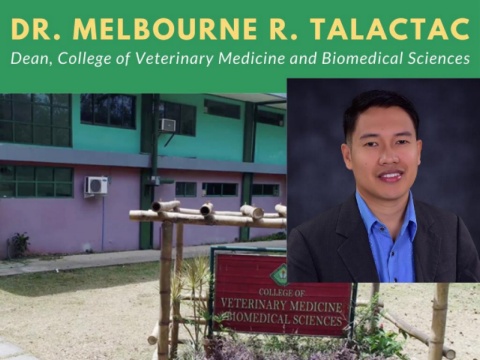 DR. MELBOURNE R. TALACTAC
Dean, College of Veterinary Medicine and Biomedical Sciences
COLLEGE OF
VETERINARY MEDICINE
BIOMEDICAL SCIENCES